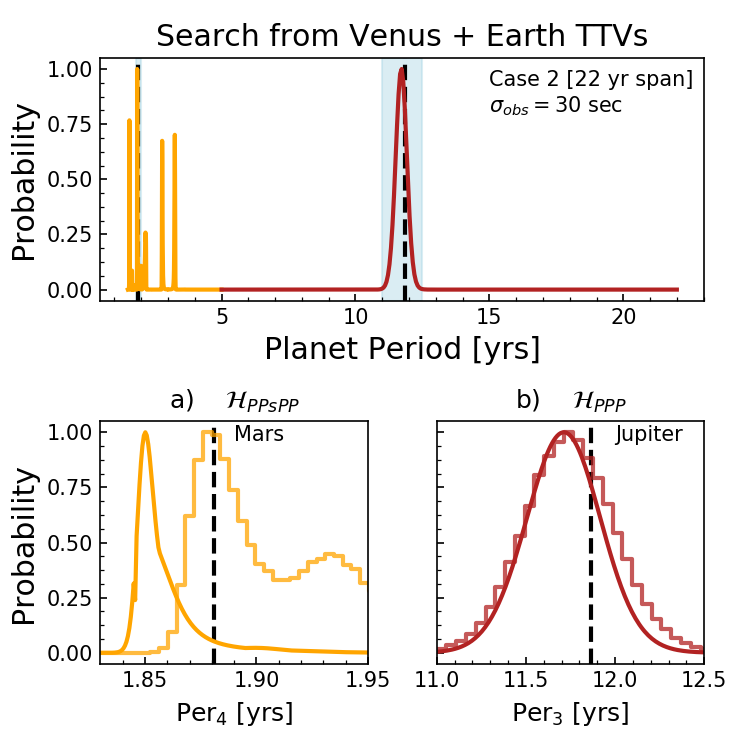 Search from Venus + Earth TTVs
Probability
1.00
0.75
0.50
0.25
0.00
Case 2 [22 yr span]
σ_obs = 30 sec
5 10 15 20
Planet Period [yrs]
a) ℋ_PPsPP
Probability
1.00
0.75
0.50
0.25
0.00
Mars
1.85 1.90 1.95
Per₄ [yrs]
b) ℋ_PPP
Jupiter
11.0 11.5 12.0 12.5
Per₃ [yrs]